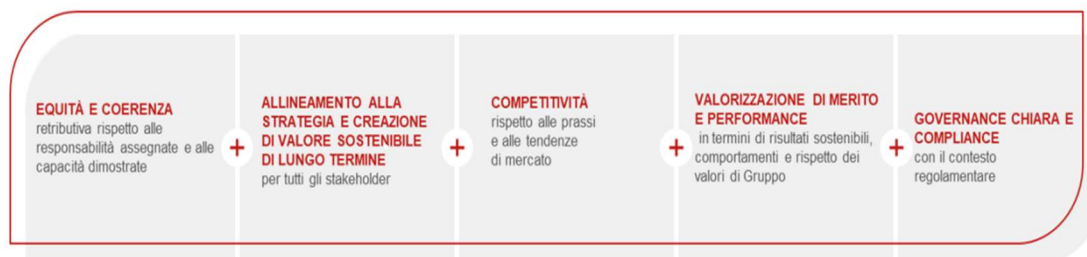 EQUITÀ E COERENZA
retributiva rispetto alle
responsabilità assegnate e alle
capacità dimostrate
+
ALLINEAMENTO ALLA
STRATEGIA E CREAZIONE
DI VALORE SOSTENIBILE
DI LUNGO TERMINE
per tutti gli stakeholder
+
COMPETITIVITÀ
rispetto alle prassi
e alle tendenze
di mercato
+
VALORIZZAZIONE DI MERITO
E PERFORMANCE
in termini di risultati sostenibili,
comportamenti e rispetto dei
valori di Gruppo
+
GOVERNANCE CHIARA E
COMPLIANCE
con il contesto
regolamentare